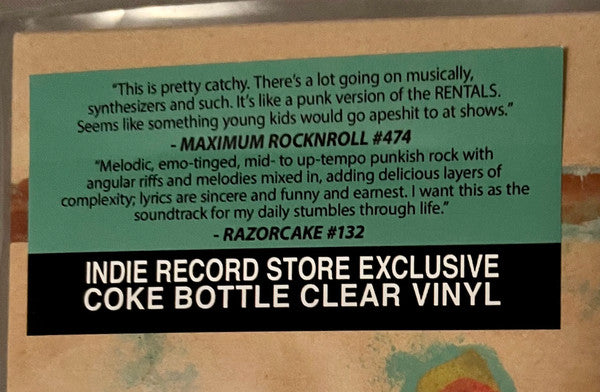 "This is pretty catchy. There's a lot going on musically,
synthesizers and such. It's like a punk version of the RENTALS.
Seems like something young kids would go apeshit to at shows."
- MAXIMUM ROCKNROLL #474
"Melodic, emo-tinged, mid- to up-tempo punkish rock with
angular riffs and melodies mixed in, adding delicious layers of
complexity; lyrics are sincere and funny and earnest. I want this as the
soundtrack for my daily stumbles through life."
- RAZORCAKE #132
INDIE RECORD STORE EXCLUSIVE
COKE BOTTLE CLEAR VINYL